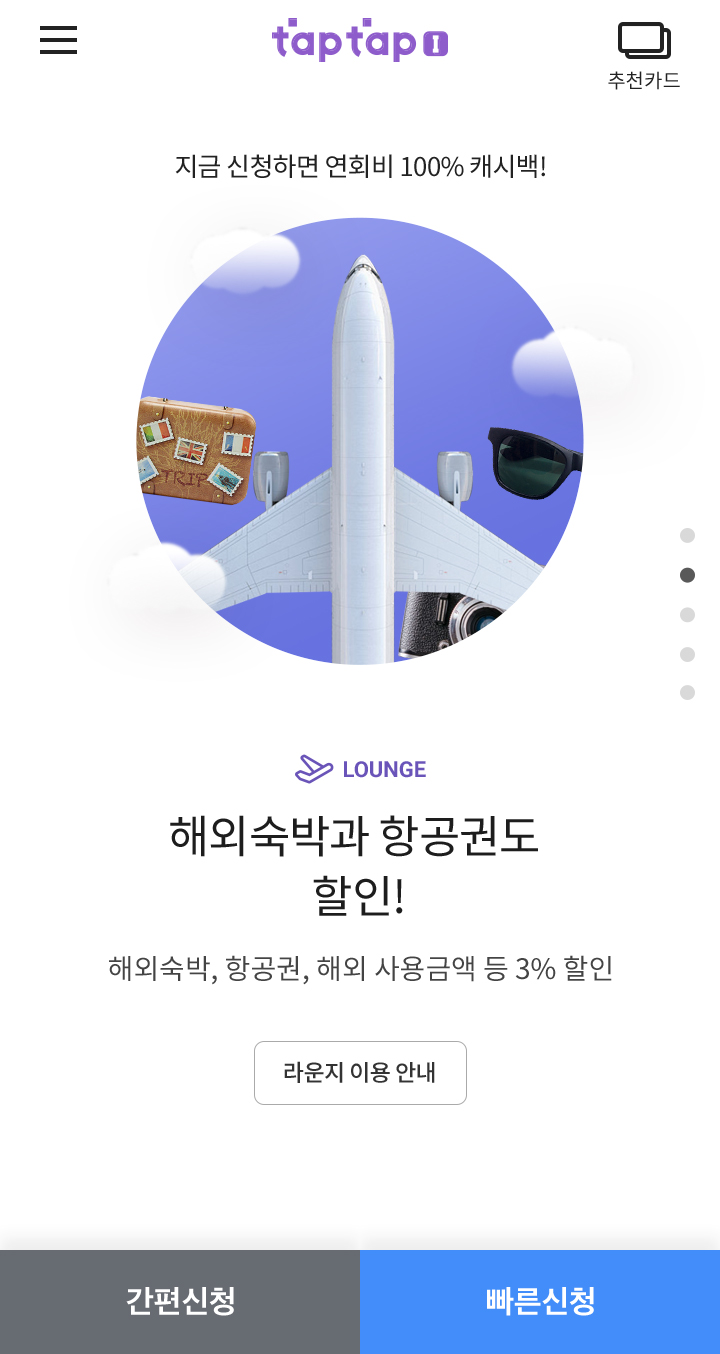 taptap I
추천카드
지금 신청하면 연회비 100% 캐시백!
TRIP
LOUNGE
해외숙박과 항공권도
할인!
해외숙박, 항공권, 해외 사용금액 등 3% 할인
라운지 이용 안내
간편신청
빠른신청